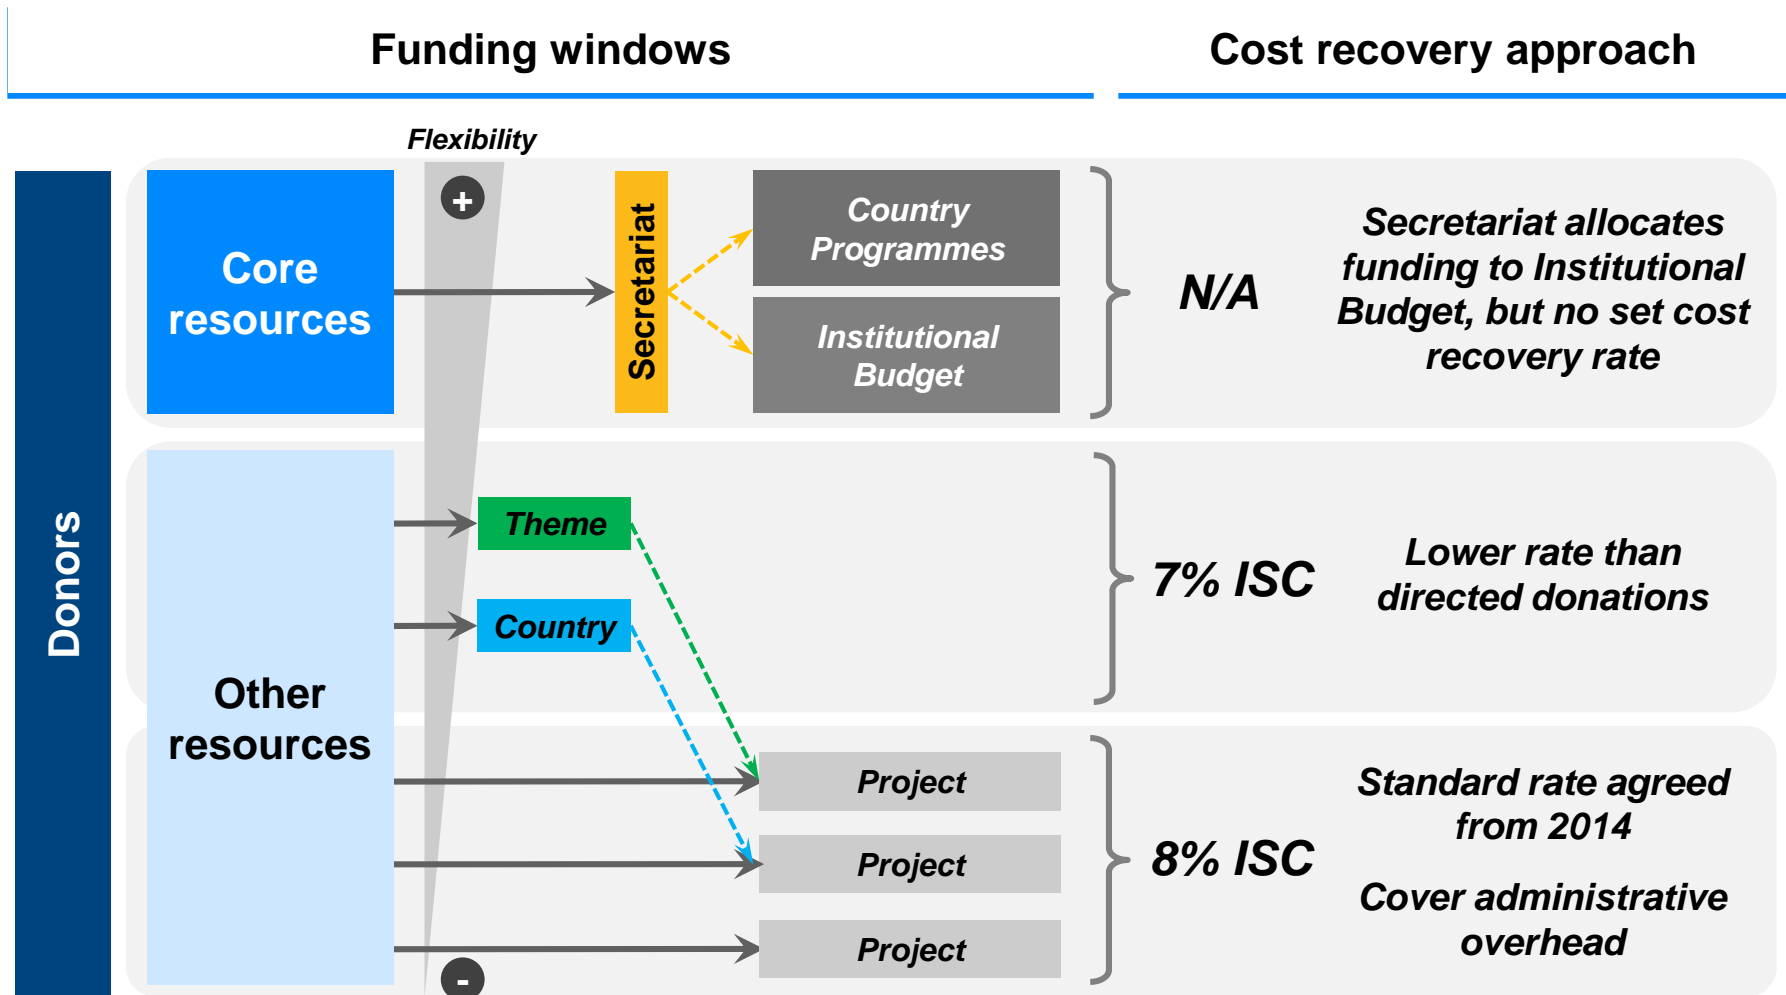 Funding windows
Cost recovery approach
Flexibility
Donors
Core
resources
+
Secretariat
Country
Programmes
Institutional
Budget
N/A
Secretariat allocates
funding to Institutional
Budget, but no set cost
recovery rate
Other
resources
Theme
Country
7% ISC
Lower rate than
directed donations
Project
Project
Project
8% ISC
Standard rate agreed
from 2014
Cover administrative
overhead
-